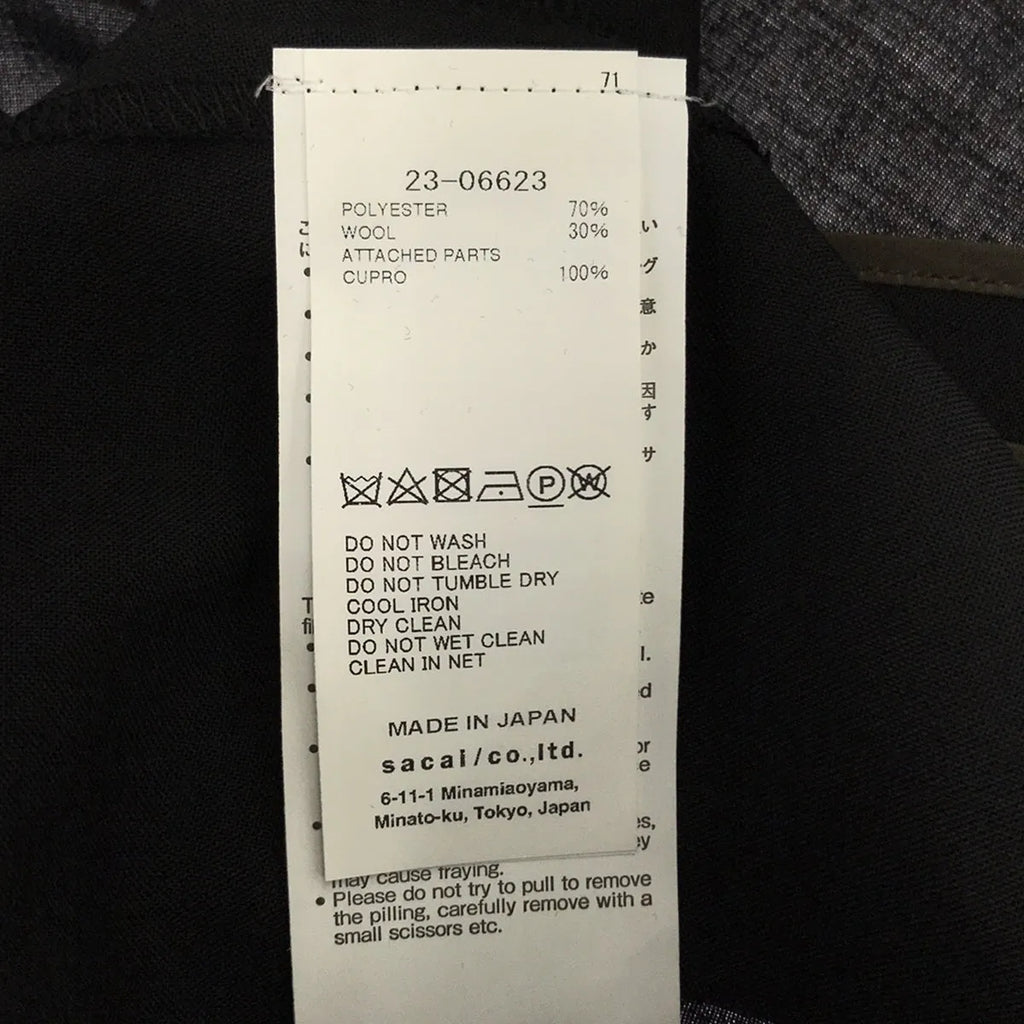 71
23-06623
POLYESTER 70%
WOOL 30%
ATTACHED PARTS
CUPRO 100%
P
W
DO NOT WASH
DO NOT BLEACH
DO NOT TUMBLE DRY
COOL IRON
DRY CLEAN
DO NOT WET CLEAN
CLEAN IN NET
MADE IN JAPAN
sacai/co.,ltd.
6-11-1 Minamiaoyama,
Minato-ku, Tokyo, Japan
may cause fraying.
• Please do not try to pull to remove
the pilling, carefully remove with a
small scissors etc.